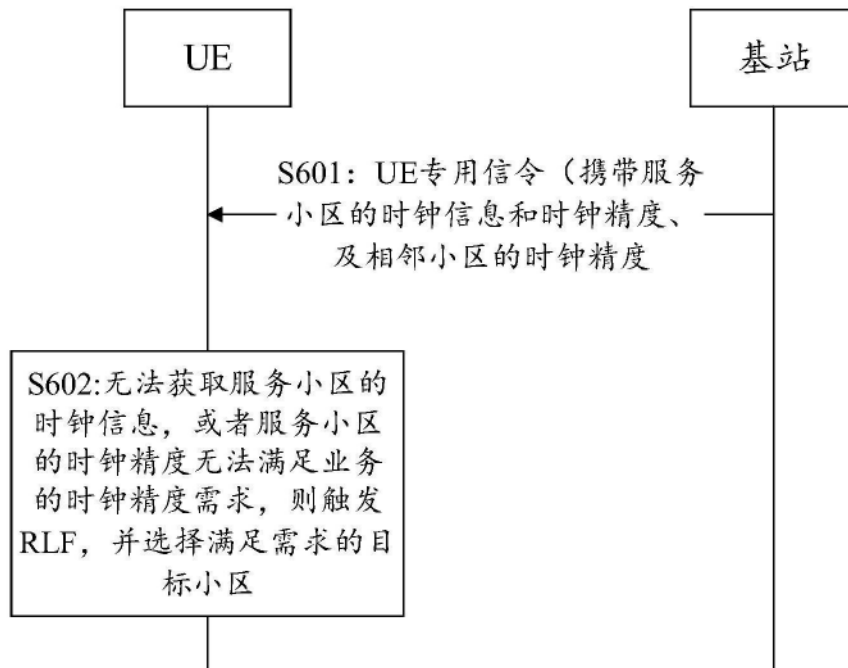 UE
基站
S601：UE专用信令（携带服务
小区的时钟信息和时钟精度、
及相邻小区的时钟精度
S602:无法获取服务小区的
时钟信息，或者服务小区
的时钟精度无法满足业务
的时钟精度需求，则触发
RLF，并选择满足需求的目
标小区